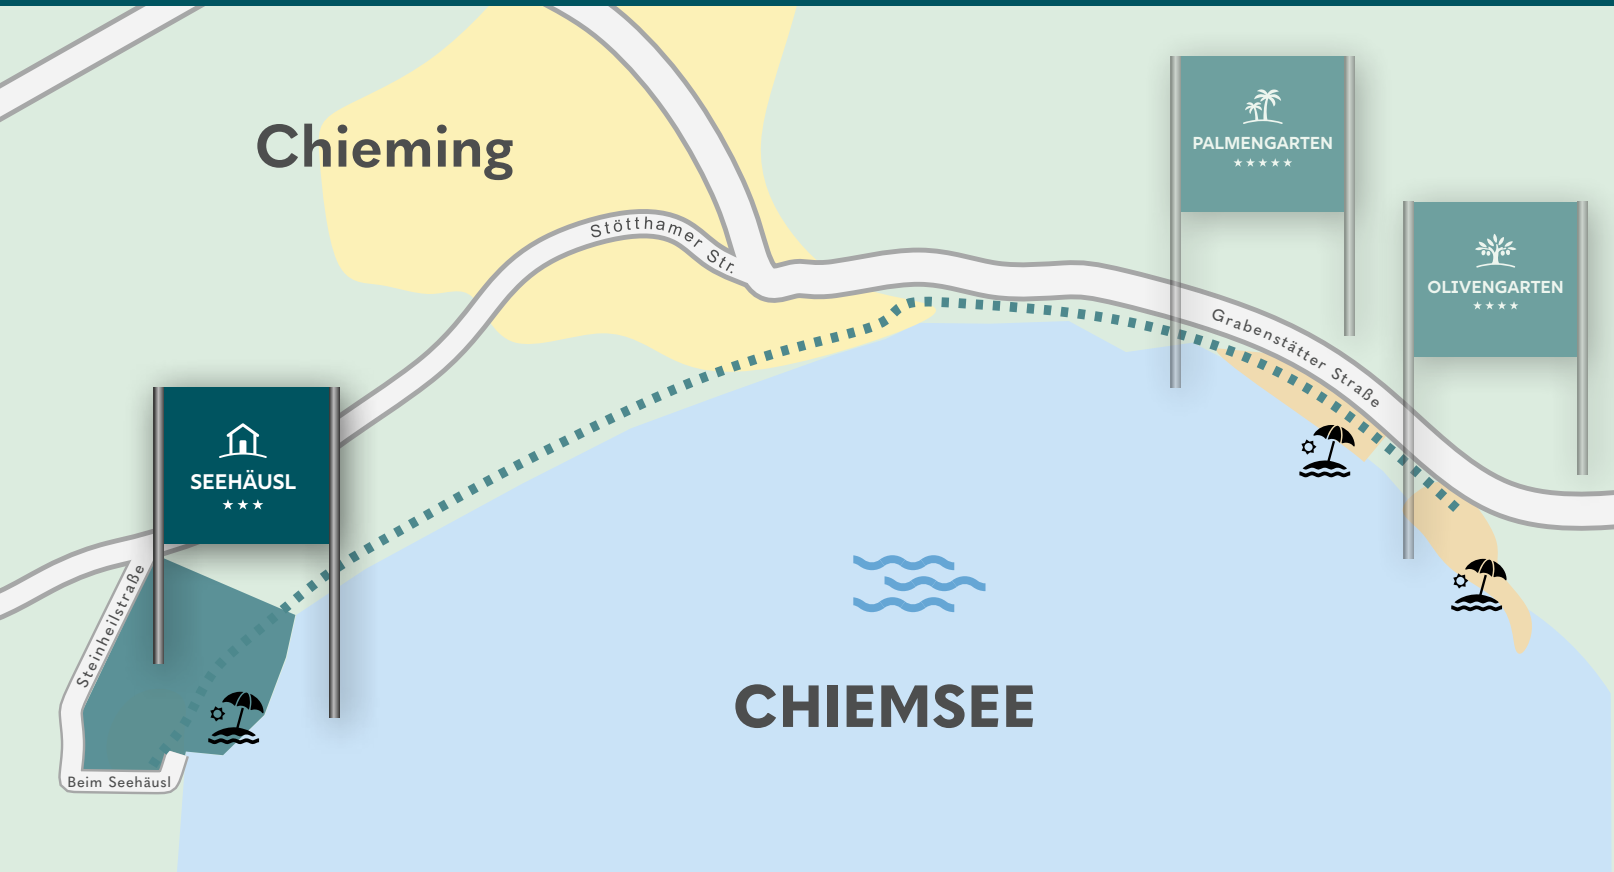 Chieming
Stötthamer Str.
PALMENGARTEN
OLIVENGARTEN
Grabenstätter Straße
SEEHÄUSL
Steinheilstraße
Beim Seehäusl
CHIEMSEE